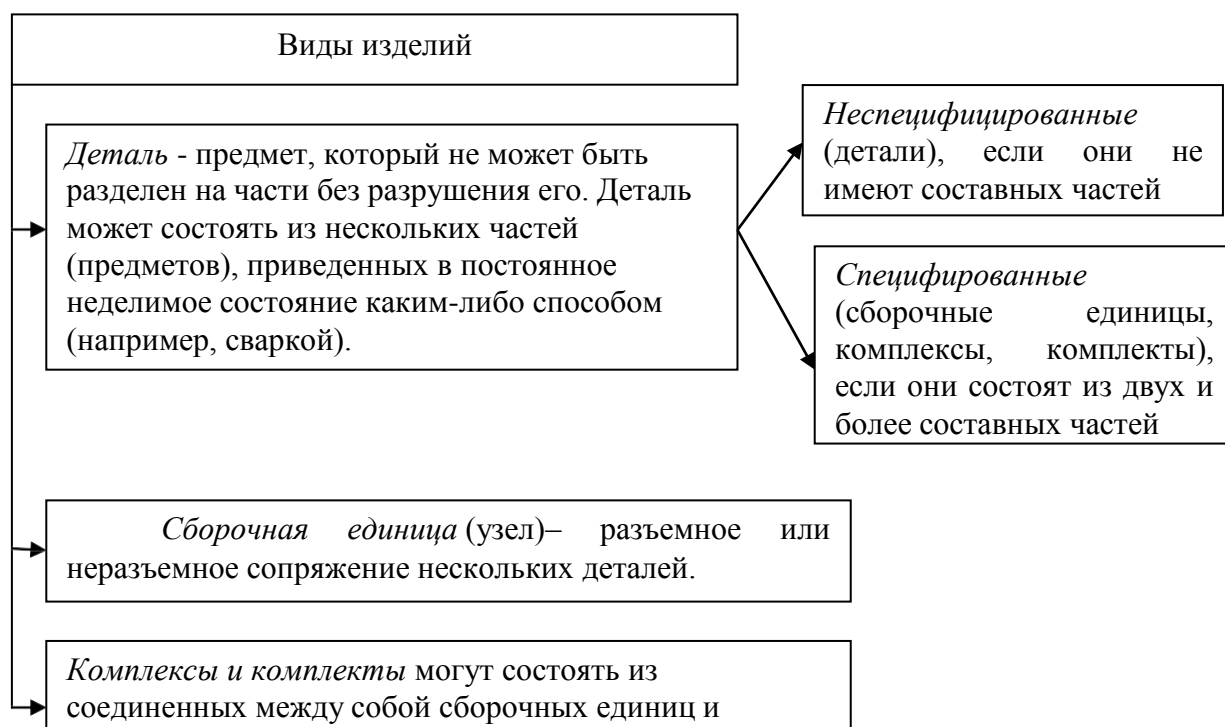 Виды изделий
Деталь - предмет, который не может быть
разделен на части без разрушения его. Деталь
может состоять из нескольких частей
(предметов), приведенных в постоянное
неделимое состояние каким-либо способом
(например, сваркой).
Неспецифицированные
(детали), если они не
имеют составных частей
Специфированные
(сборочные единицы,
комплексы, комплекты),
если они состоят из двух и
более составных частей
Сборочная единица (узел)– разъемное или
неразъемное сопряжение нескольких деталей.
Комплексы и комплекты могут состоять из
соединенных между собой сборочных единиц и